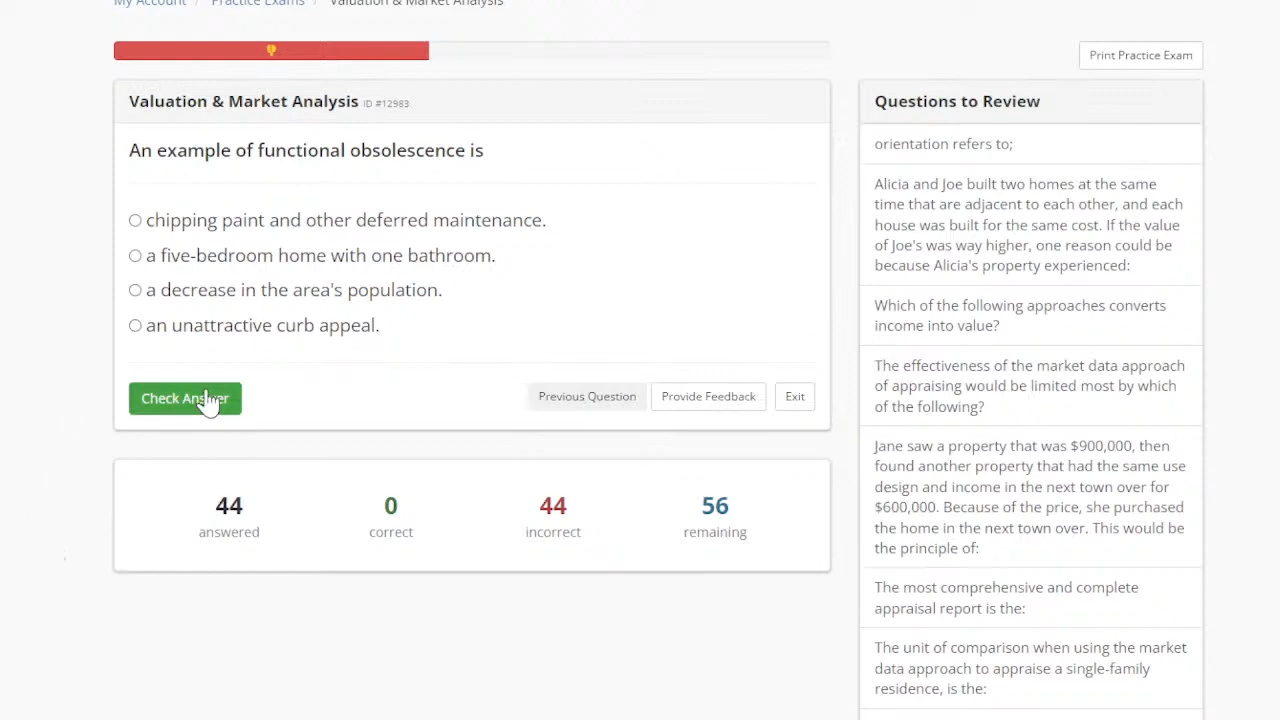 My Account / Practice Exams / Valuation & Market Analysis
Print Practice Exam
Valuation & Market Analysis ID #12983
An example of functional obsolescence is
chipping paint and other deferred maintenance.
a five-bedroom home with one bathroom.
a decrease in the area's population.
an unattractive curb appeal.
Check Answer
Previous Question
Provide Feedback
Exit
44
answered
0
correct
44
incorrect
56
remaining
Questions to Review
orientation refers to;
Alicia and Joe built two homes at the same
time that are adjacent to each other, and each
house was built for the same cost. If the value
of Joe's was way higher, one reason could be
because Alicia's property experienced:
Which of the following approaches converts
income into value?
The effectiveness of the market data approach
of appraising would be limited most by which
of the following?
Jane saw a property that was $900,000, then
found another property that had the same use
design and income in the next town over for
$600,000. Because of the price, she purchased
the home in the next town over. This would be
the principle of:
The most comprehensive and complete
appraisal report is the:
The unit of comparison when using the market
data approach to appraise a single-family
residence, is the: